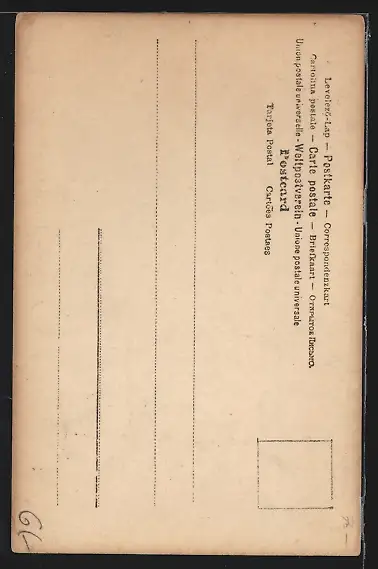 Levelező-Lap — Postkarte — Correspondenzkart
Cartolina postale — Carte postale — Briefkaart — Открытое письмо.
Union postale universelle - Weltpostverein - Unione postale universale
Postcard
Tarjeta Postal Cartões Postaes